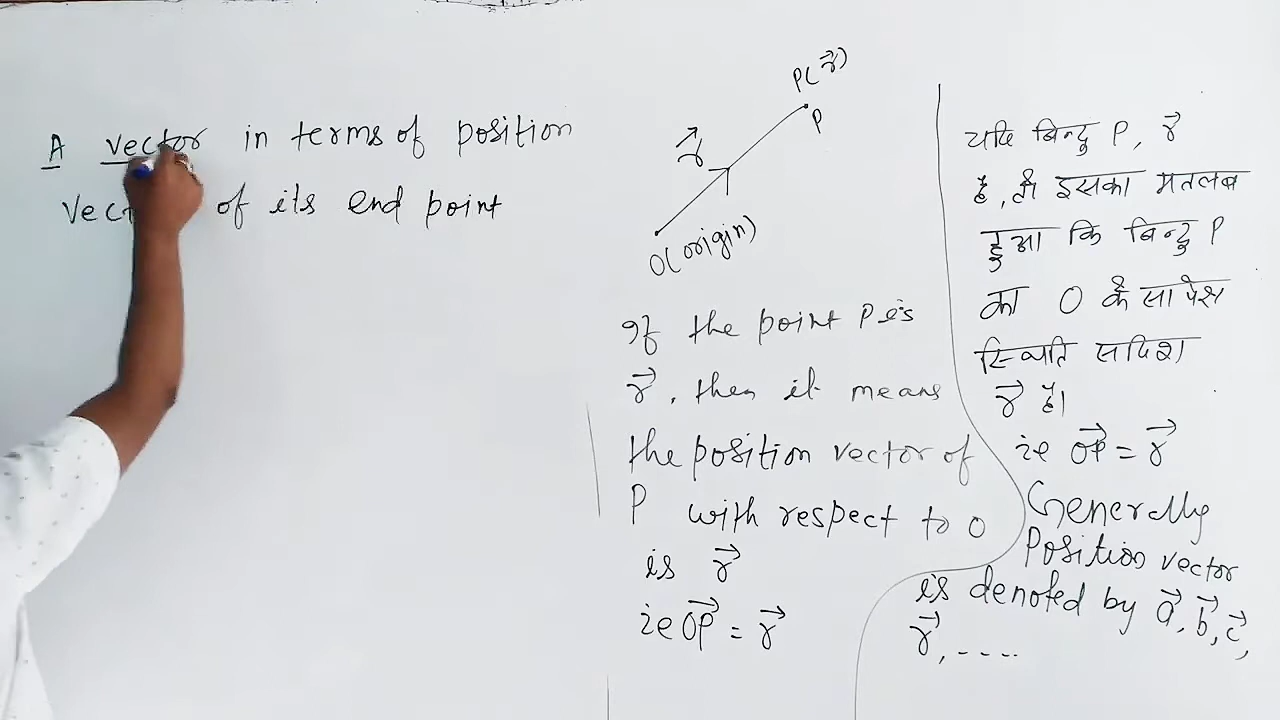 A vector in terms of position
vect of its end point
P(r⃗)
P
r⃗
O(origin)
If the point P is
r⃗, then it means
the position vector of
P with respect to O
is r⃗
ie OP⃗ = r⃗
यदि बिन्दु P, r⃗
है, तो इसका मतलब
हुआ कि बिन्दु P
का O के सापेक्ष
स्थिति सदिश
r⃗ है।
ie OP⃗ = r⃗
Generally
Position vector
is denoted by a⃗, b⃗, c⃗,
r⃗, ----